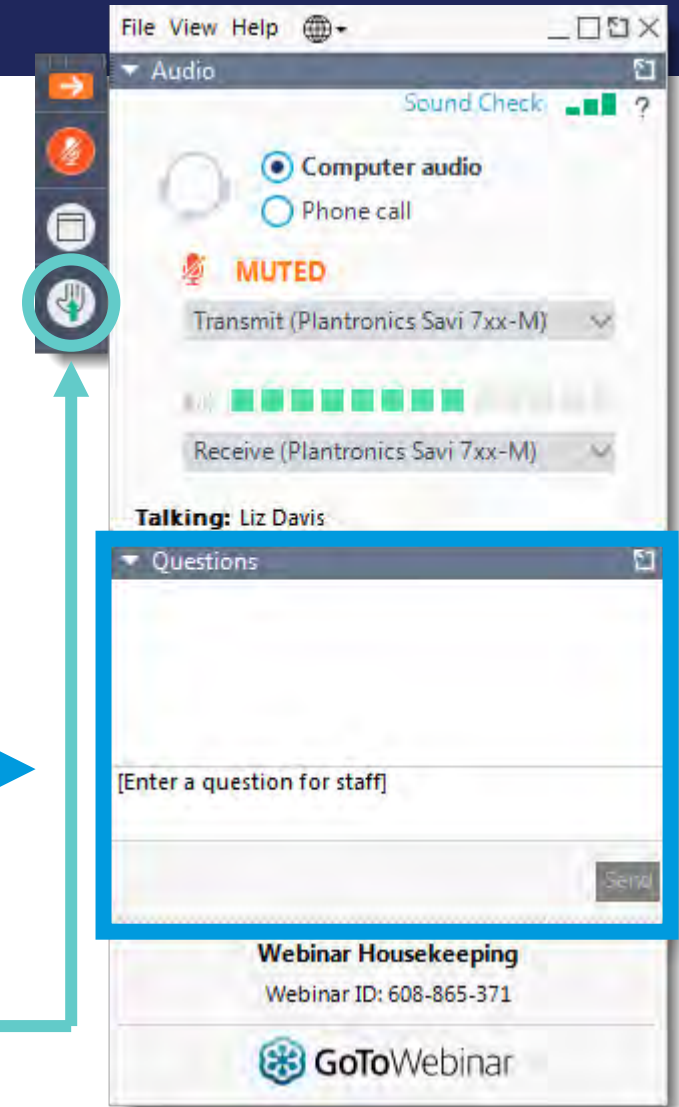 File View Help
Audio
Sound Check ?
Computer audio
Phone call
MUTED
Transmit (Plantronics Savi 7xx-M)
Receive (Plantronics Savi 7xx-M)
Talking: Liz Davis
Questions
[Enter a question for staff]
Send
Webinar Housekeeping
Webinar ID: 608-865-371
GoToWebinar